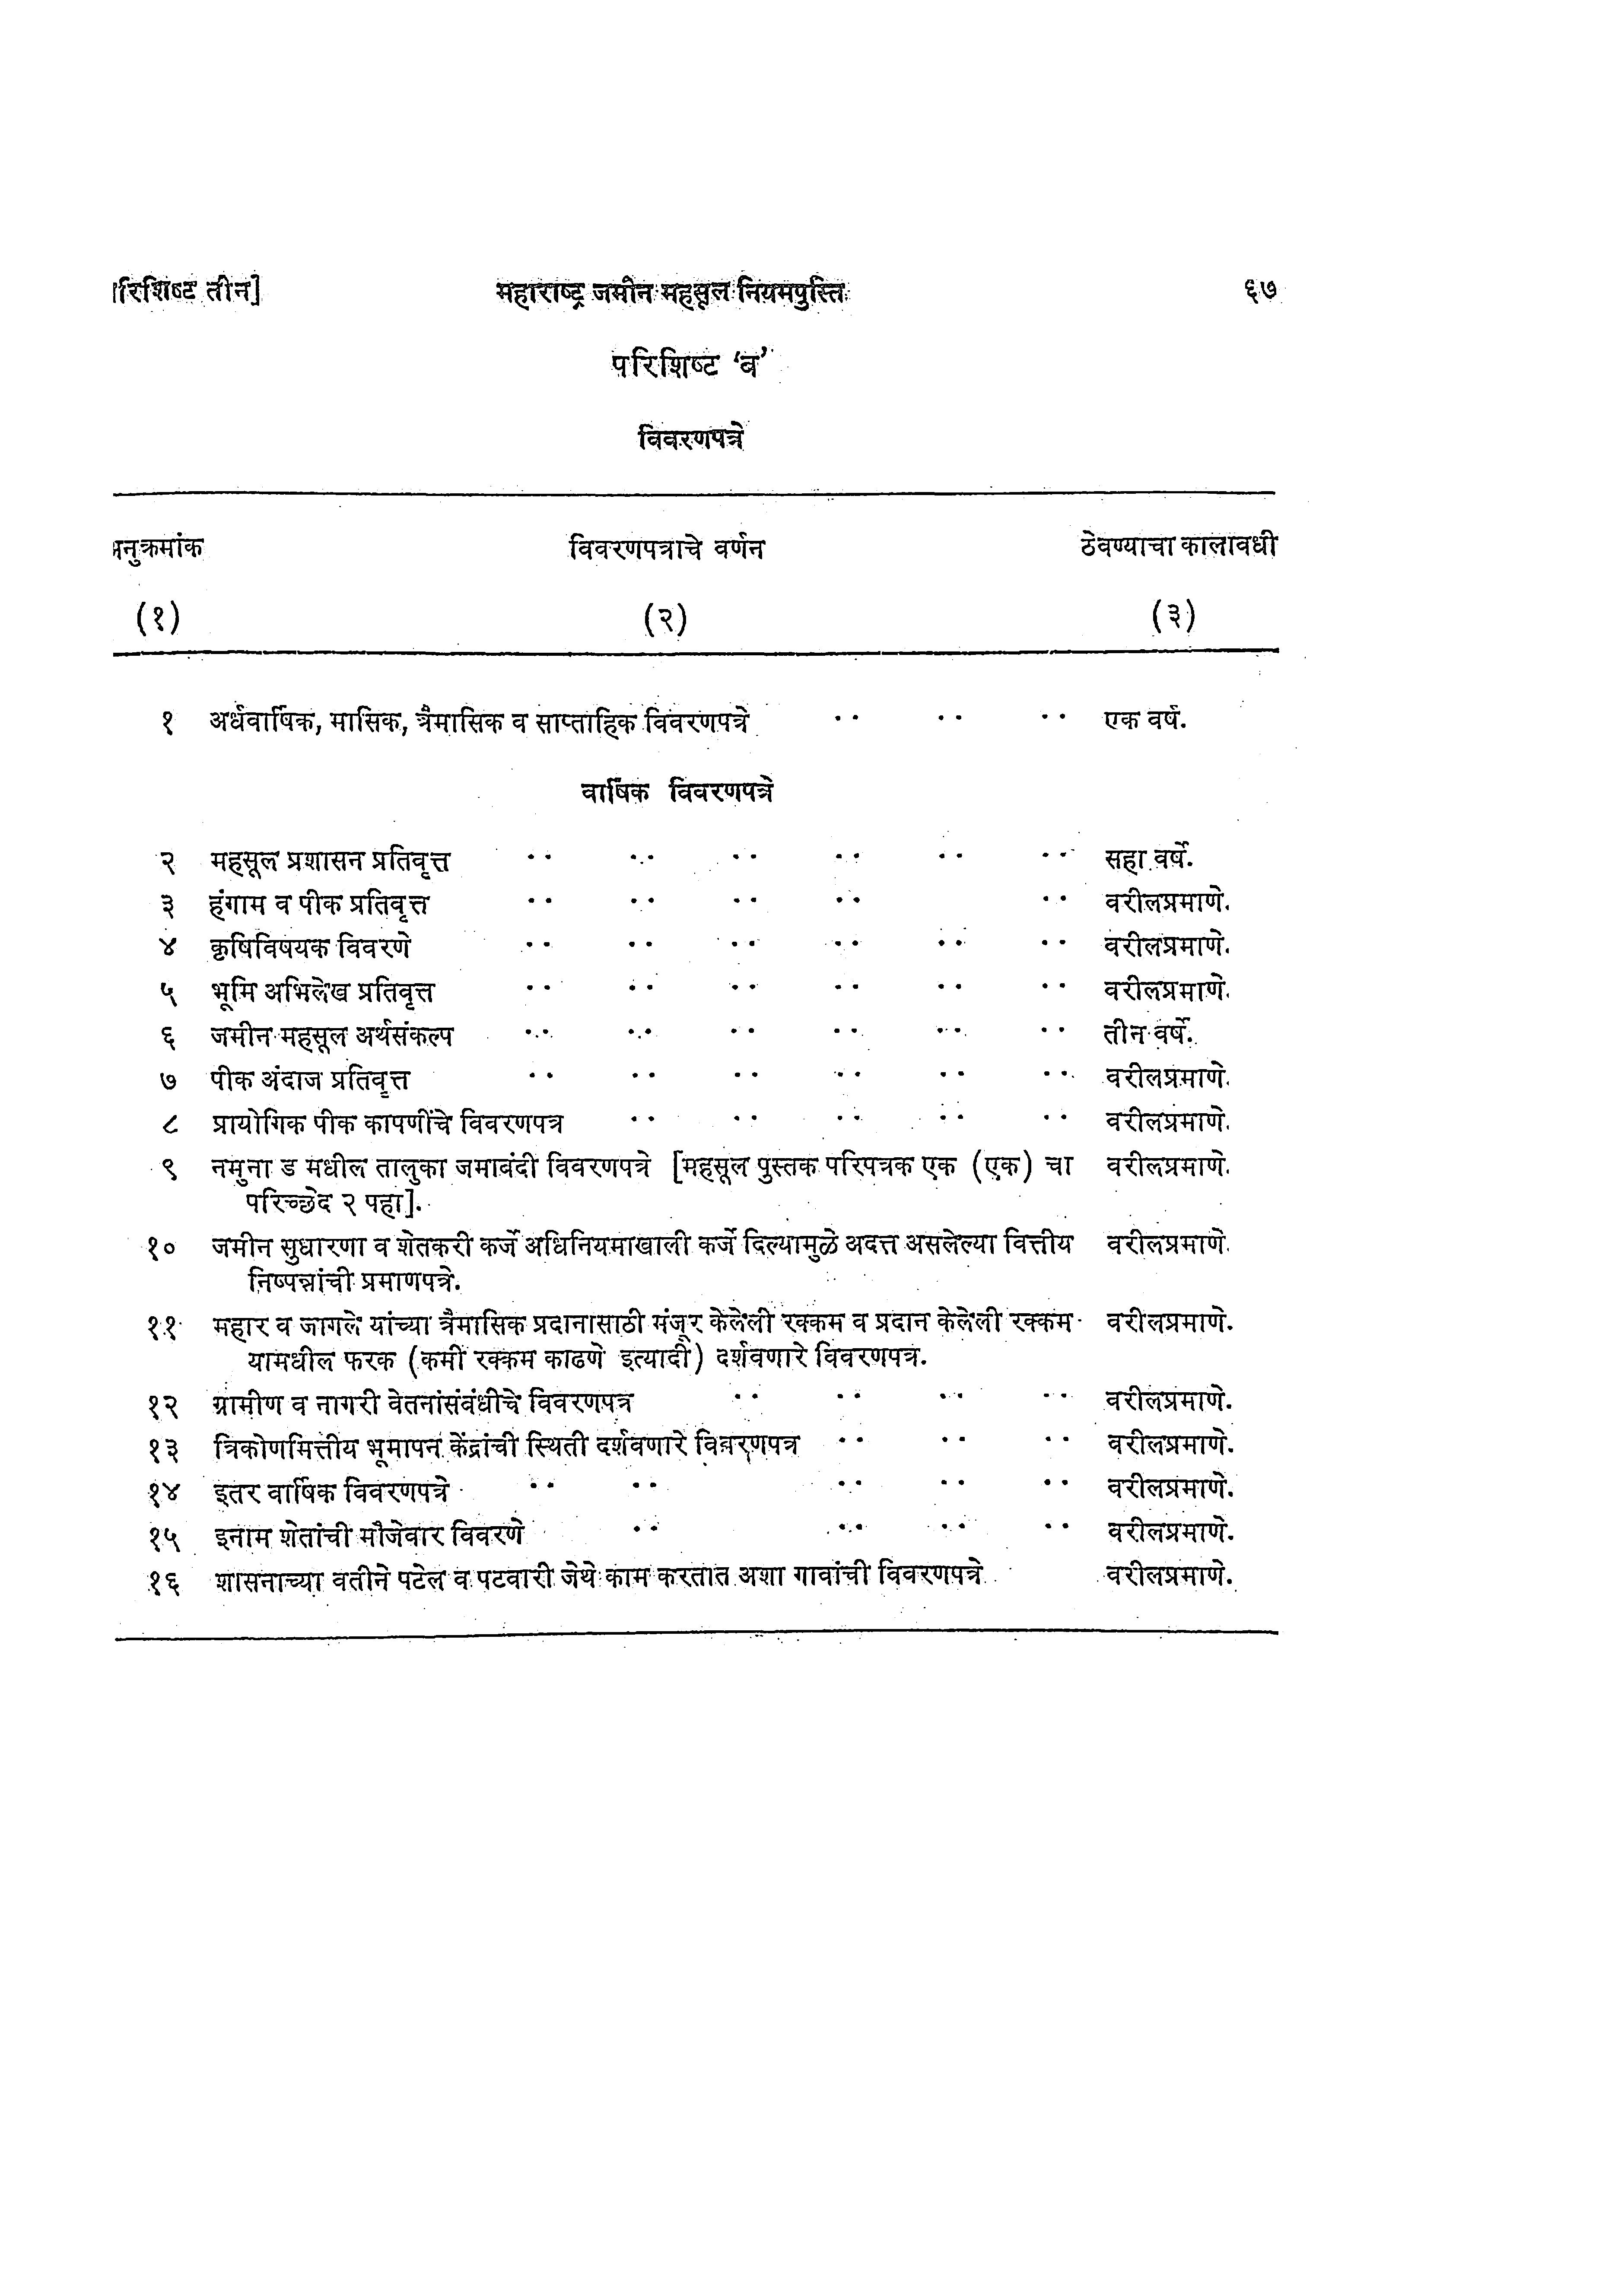 परिशिष्ट तीन] महाराष्ट्र जमीन महसूल नियमपुस्ति ६७
परिशिष्ट ‘ब’
विवरणपत्रे
अनुक्रमांक विवरणपत्राचे वर्णन ठेवण्याचा कालावधी
(१) (२) (३)
१ अर्धवार्षिक, मासिक, त्रैमासिक व साप्ताहिक विवरणपत्रे .. .. .. एक वर्ष.
वार्षिक विवरणपत्रे
२ महसूल प्रशासन प्रतिवृत्त .. .. .. .. .. .. सहा वर्षे.
३ हंगाम व पीक प्रतिवृत्त .. .. .. .. .. वरीलप्रमाणे.
४ कृषिविषयक विवरणे .. .. .. .. .. .. वरीलप्रमाणे.
५ भूमि अभिलेख प्रतिवृत्त .. .. .. .. .. .. वरीलप्रमाणे.
६ जमीन महसूल अर्थसंकल्प .. .. .. .. .. .. तीन वर्षे.
७ पीक अंदाज प्रतिवृत्त .. .. .. .. .. .. वरीलप्रमाणे.
८ प्रायोगिक पीक कापणींचे विवरणपत्र .. .. .. .. .. वरीलप्रमाणे.
९ नमुना ड मधील तालुका जमाबंदी विवरणपत्रे [महसूल पुस्तक परिपत्रक एक (एक) चा वरीलप्रमाणे.
परिच्छेद २ पहा].
१० जमीन सुधारणा व शेतकरी कर्जे अधिनियमाखाली कर्जे दिल्यामुळे अदत्त असलेल्या वित्तीय वरीलप्रमाणे.
निष्पन्नांची प्रमाणपत्रे.
११ महार व जागले यांच्या त्रैमासिक प्रदानासाठी मंजूर केलेली रक्कम व प्रदान केलेली रक्कम वरीलप्रमाणे.
यामधील फरक (कमी रक्कम काढणे इत्यादी) दर्शवणारे विवरणपत्र.
१२ ग्रामीण व नागरी वेतनांसंबंधीचे विवरणपत्र .. .. .. .. वरीलप्रमाणे.
१३ त्रिकोणमित्तीय भूमापन केंद्रांची स्थिती दर्शवणारे विवरणपत्र .. .. .. वरीलप्रमाणे.
१४ इतर वार्षिक विवरणपत्रे .. .. .. .. .. वरीलप्रमाणे.
१५ इनाम शेतांची मौजेवार विवरणे .. .. .. .. वरीलप्रमाणे.
१६ शासनाच्या वतीने पटेल व पटवारी जेथे काम करतात अशा गावांची विवरणपत्रे वरीलप्रमाणे.